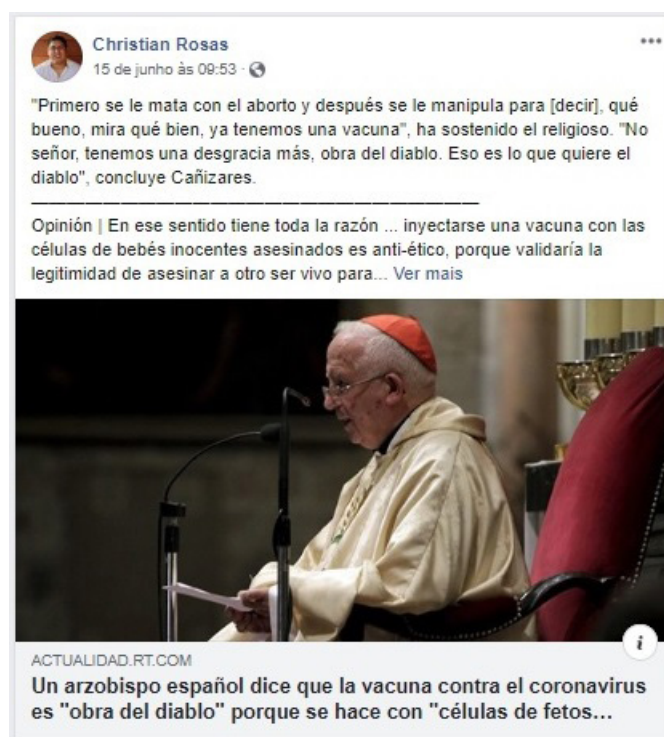 Christian Rosas
15 de junho às 09:53 ·
"Primero se le mata con el aborto y después se le manipula para [decir], qué
bueno, mira qué bien, ya tenemos una vacuna", ha sostenido el religioso. "No
señor, tenemos una desgracia más, obra del diablo. Eso es lo que quiere el
diablo", concluye Cañizares.
Opinión | En ese sentido tiene toda la razón ... inyectarse una vacuna con las
células de bebés inocentes asesinados es anti-ético, porque validaría la
legitimidad de asesinar a otro ser vivo para... Ver mais
ACTUALIDAD.RT.COM
Un arzobispo español dice que la vacuna contra el coronavirus
es "obra del diablo" porque se hace con "células de fetos...